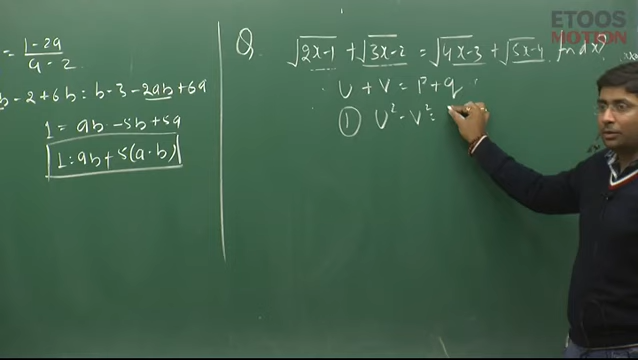 ETOOS
MOTION
= 1-2a / a-2
b-2+6b = b-3-2ab+6a
1 = ab-5b+5a
1 = ab+5(a-b)
Q. √2x-1 + √3x-2 = √4x-3 + √5x-4 find x?
U + V = P + q
① U² - V² =